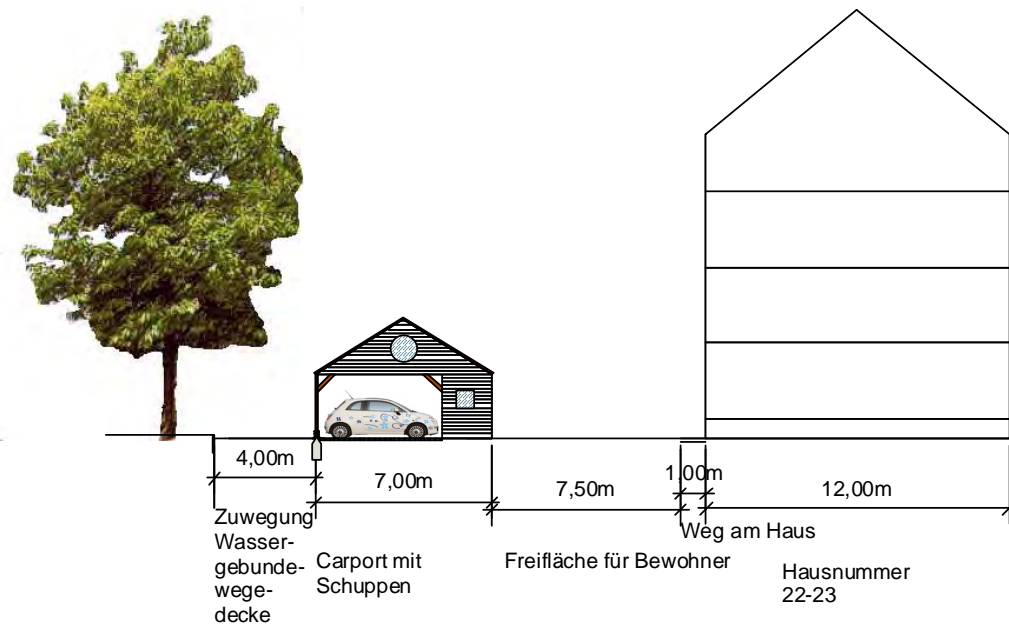 4,00m
7,00m
7,50m
1,00m
12,00m
Zuwegung
Wasser-
gebunde-
wege-
decke
Carport mit
Schuppen
Freifläche für Bewohner
Weg am Haus
Hausnummer
22-23